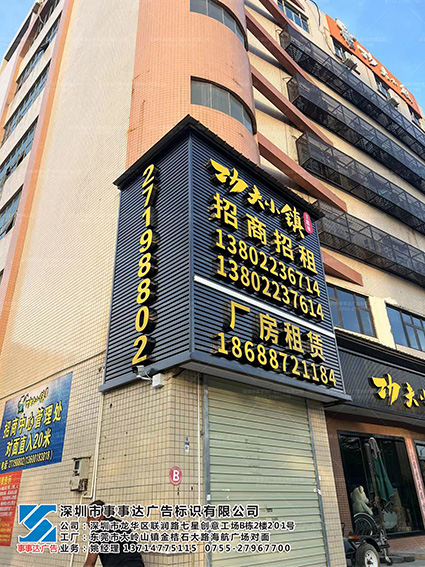 功夫小镇
招商招租
13802236714
13802237614
厂房租赁
18688721184
27198802
功夫小
招商中心管理处
对面直入20米
B
事事达广告
深圳市事事达广告标识有限公司
公司：深圳市龙华区联润路七星创意工场B栋2楼201号
工厂：东莞市大岭山镇金桔石大路海航广场对面
业务：姚经理 13714775115 0755-27967700